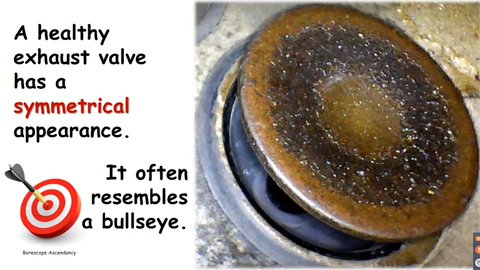 A healthy
exhaust valve
has a
symmetrical
appearance.
It often
resembles
a bullseye.
Borescope Ascendancy